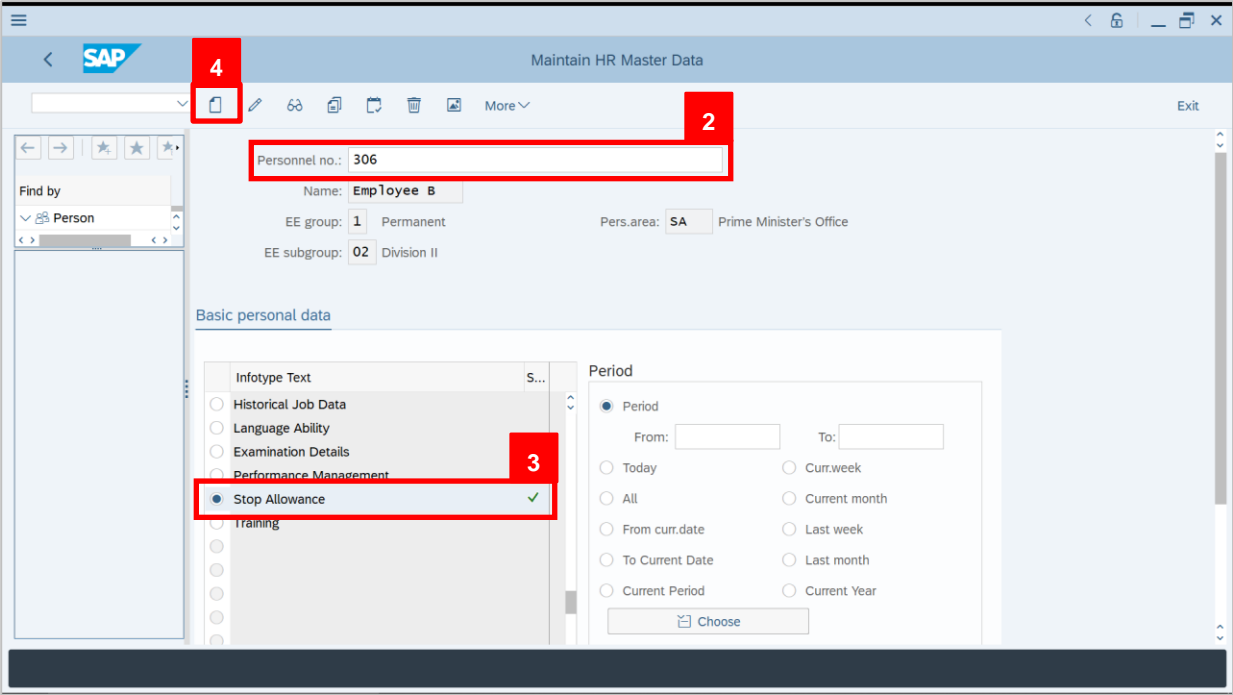 SAP
Maintain HR Master Data
4
More
Exit
2
Personnel no.: 306
Find by
Name: Employee B
Person
EE group: 1 Permanent Pers.area: SA Prime Minister's Office
EE subgroup: 02 Division II
Basic personal data
Period
Infotype Text S...
Historical Job Data
Period
Language Ability
From: To:
Examination Details
3
Performance Management
Today Curr.week
Stop Allowance
All Current month
Training
From curr.date Last week
To Current Date Last month
Current Period Current Year
Choose